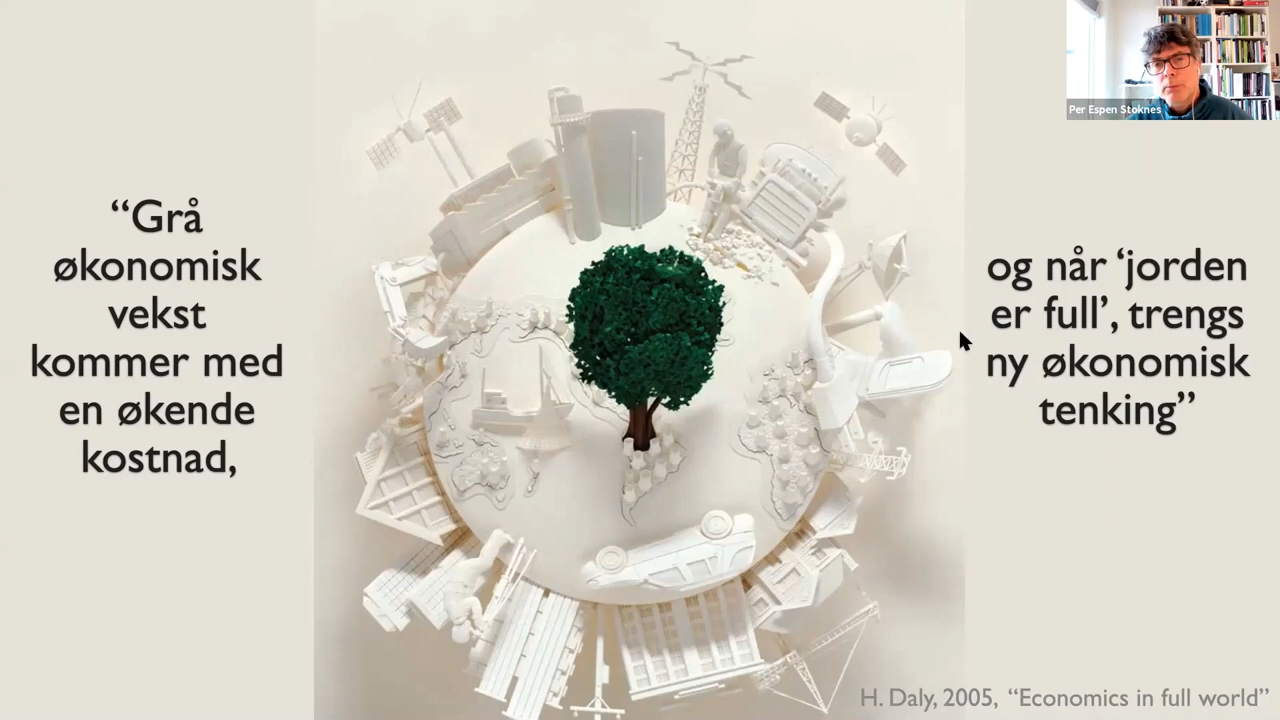 Per Espen Stoknes
“Grå
økonomisk
vekst
kommer med
en økende
kostnad,
og når ‘jorden
er full’, trengs
ny økonomisk
tenking”
H. Daly, 2005, “Economics in full world”